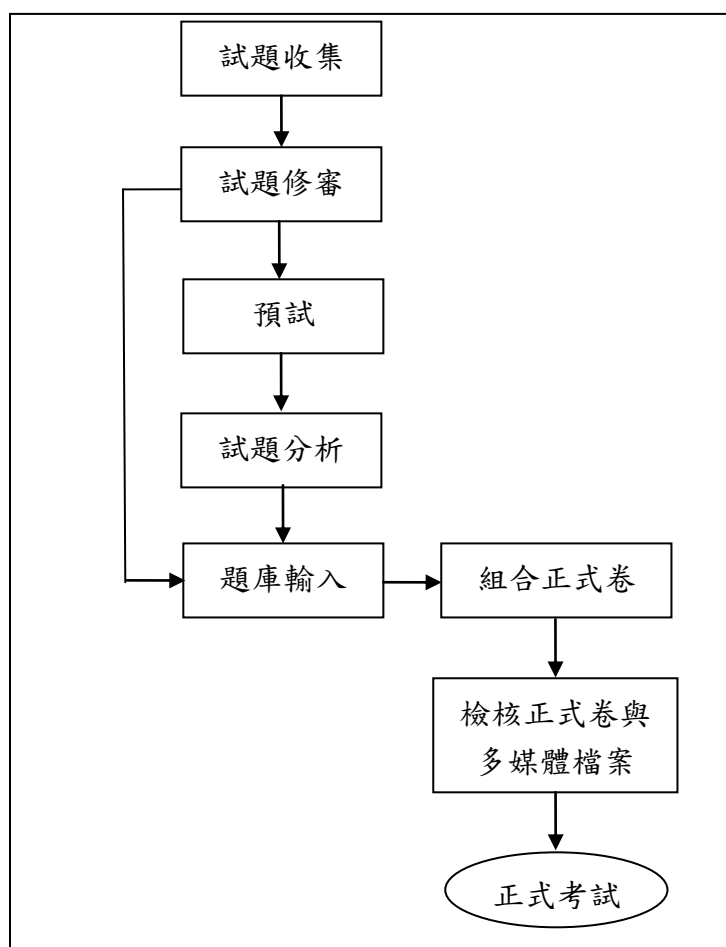 試題收集
試題修審
預試
試題分析
題庫輸入
組合正式卷
檢核正式卷與
多媒體檔案
正式考試